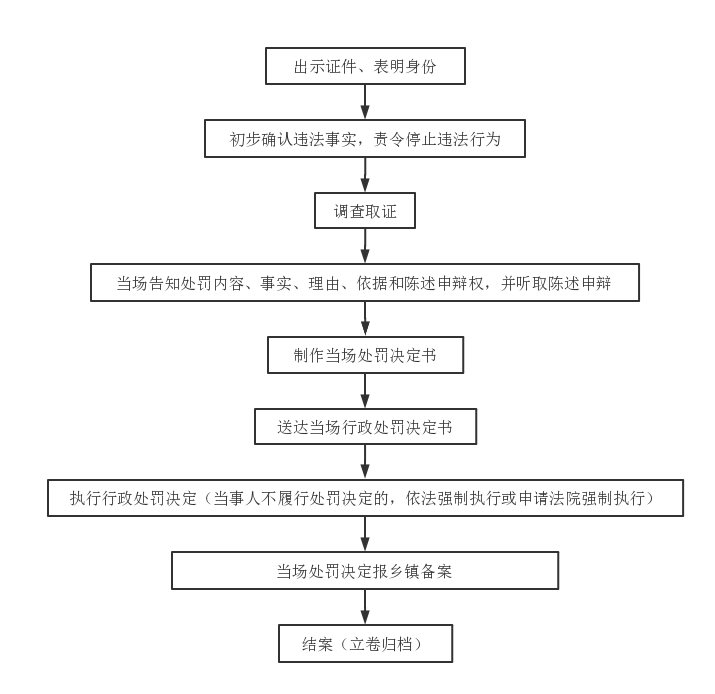 出示证件、表明身份
初步确认违法事实，责令停止违法行为
调查取证
当场告知处罚内容、事实、理由、依据和陈述申辩权，并听取陈述申辩
制作当场处罚决定书
送达当场行政处罚决定书
执行行政处罚决定（当事人不履行处罚决定的，依法强制执行或申请法院强制执行）
当场处罚决定报乡镇备案
结案（立卷归档）